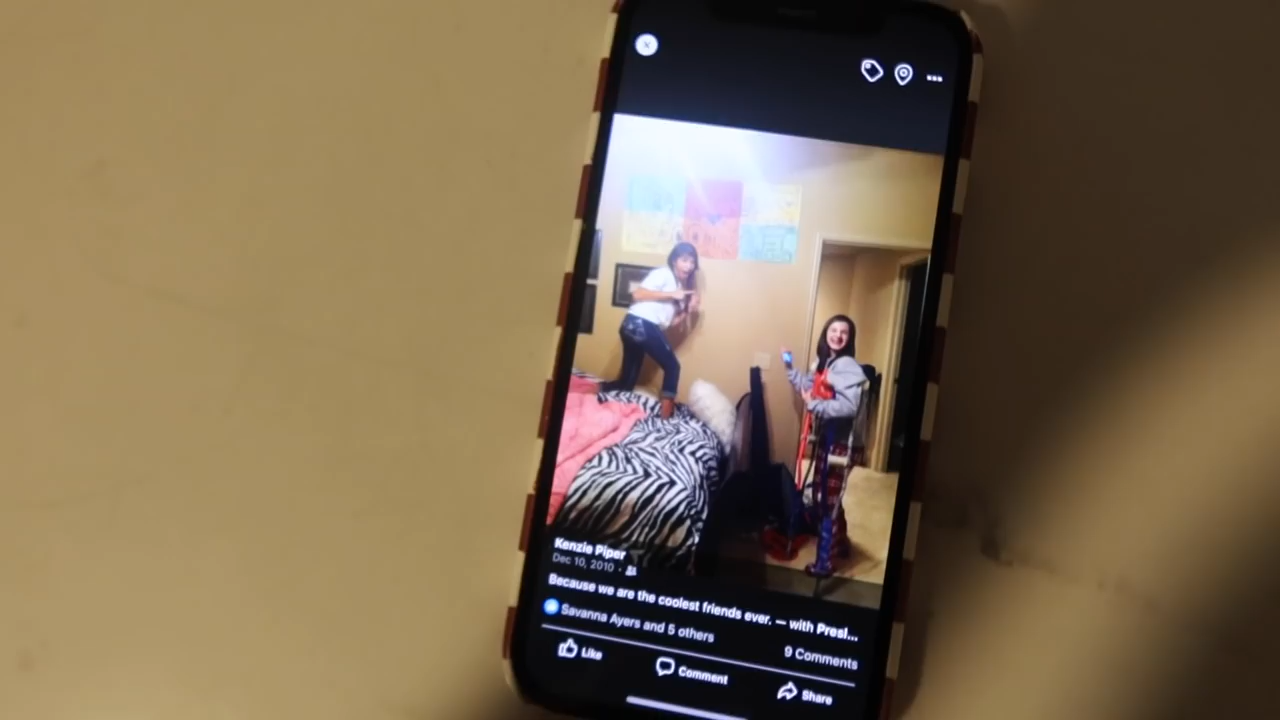 Kenzie Piper
Dec 10, 2010
Because we are the coolest friends ever. — with Presl...
Savanna Ayers and 5 others
9 Comments
Like
Comment
Share